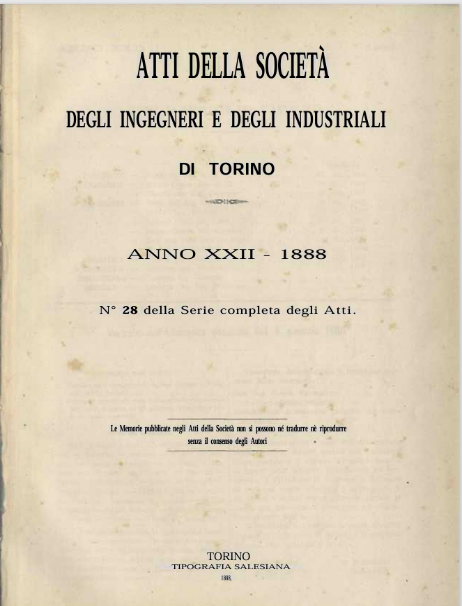 ATTI DELLA SOCIETÀ
DEGLI INGEGNERI E DEGLI INDUSTRIALI
DI TORINO
ANNO XXII - 1888
N° 28 della Serie completa degli Atti.
Le Memorie pubblicate negli Atti della Società non si possono né tradurre nè riprodurre
senza il consenso degli Autori
TORINO
TIPOGRAFIA SALESIANA
1888.